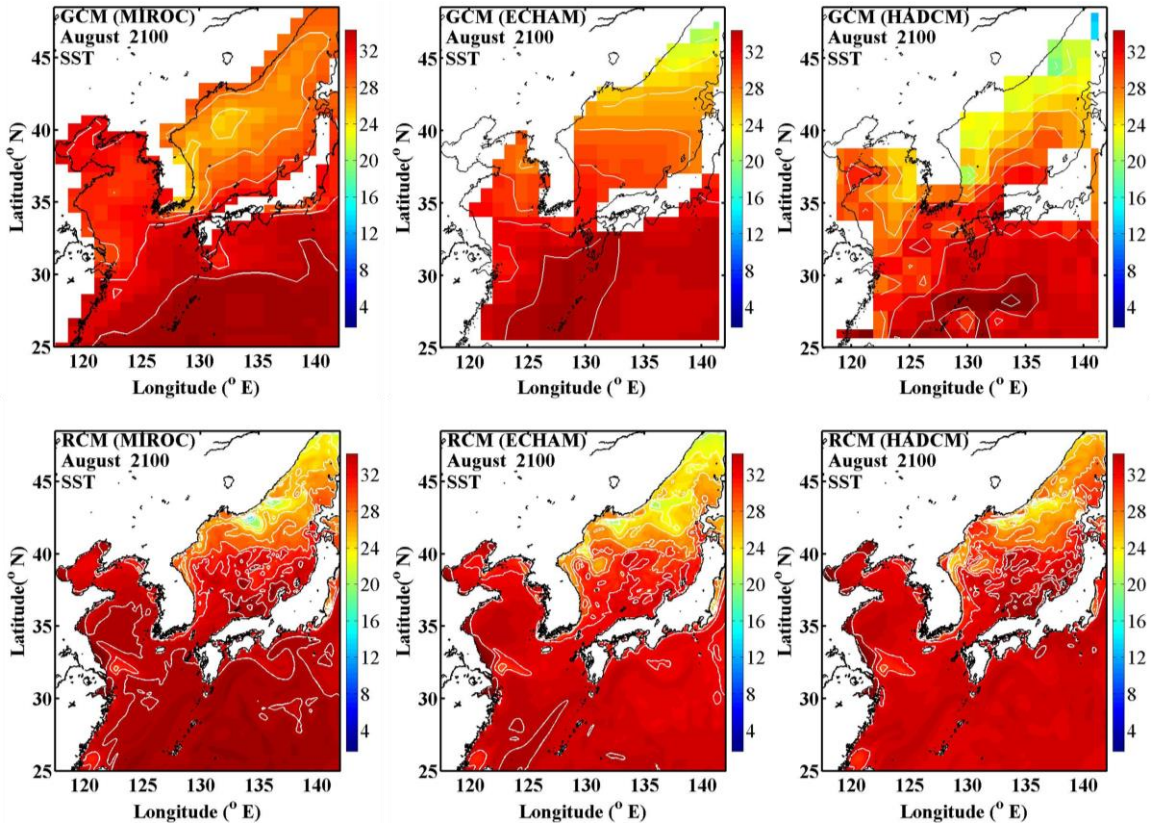 GCM (MIROC)
August 2100
SST
45
40
35
30
25
120 125 130 135 140
32
28
24
20
16
12
8
4
Latitude(° N)
Longitude (° E)
GCM (ECHAM)
August 2100
SST
45
40
35
30
25
120 125 130 135 140
32
28
24
20
16
12
8
4
Latitude(° N)
Longitude (° E)
GCM (HADCM)
August 2100
SST
45
40
35
30
25
120 125 130 135 140
32
28
24
20
16
12
8
4
Latitude(° N)
Longitude (° E)
RCM (MIROC)
August 2100
SST
45
40
35
30
25
120 125 130 135 140
32
28
24
20
16
12
8
4
Latitude(° N)
Longitude (° E)
RCM (ECHAM)
August 2100
SST
45
40
35
30
25
120 125 130 135 140
32
28
24
20
16
12
8
4
Latitude(° N)
Longitude (° E)
RCM (HADCM)
August 2100
SST
45
40
35
30
25
120 125 130 135 140
32
28
24
20
16
12
8
4
Latitude(° N)
Longitude (° E)